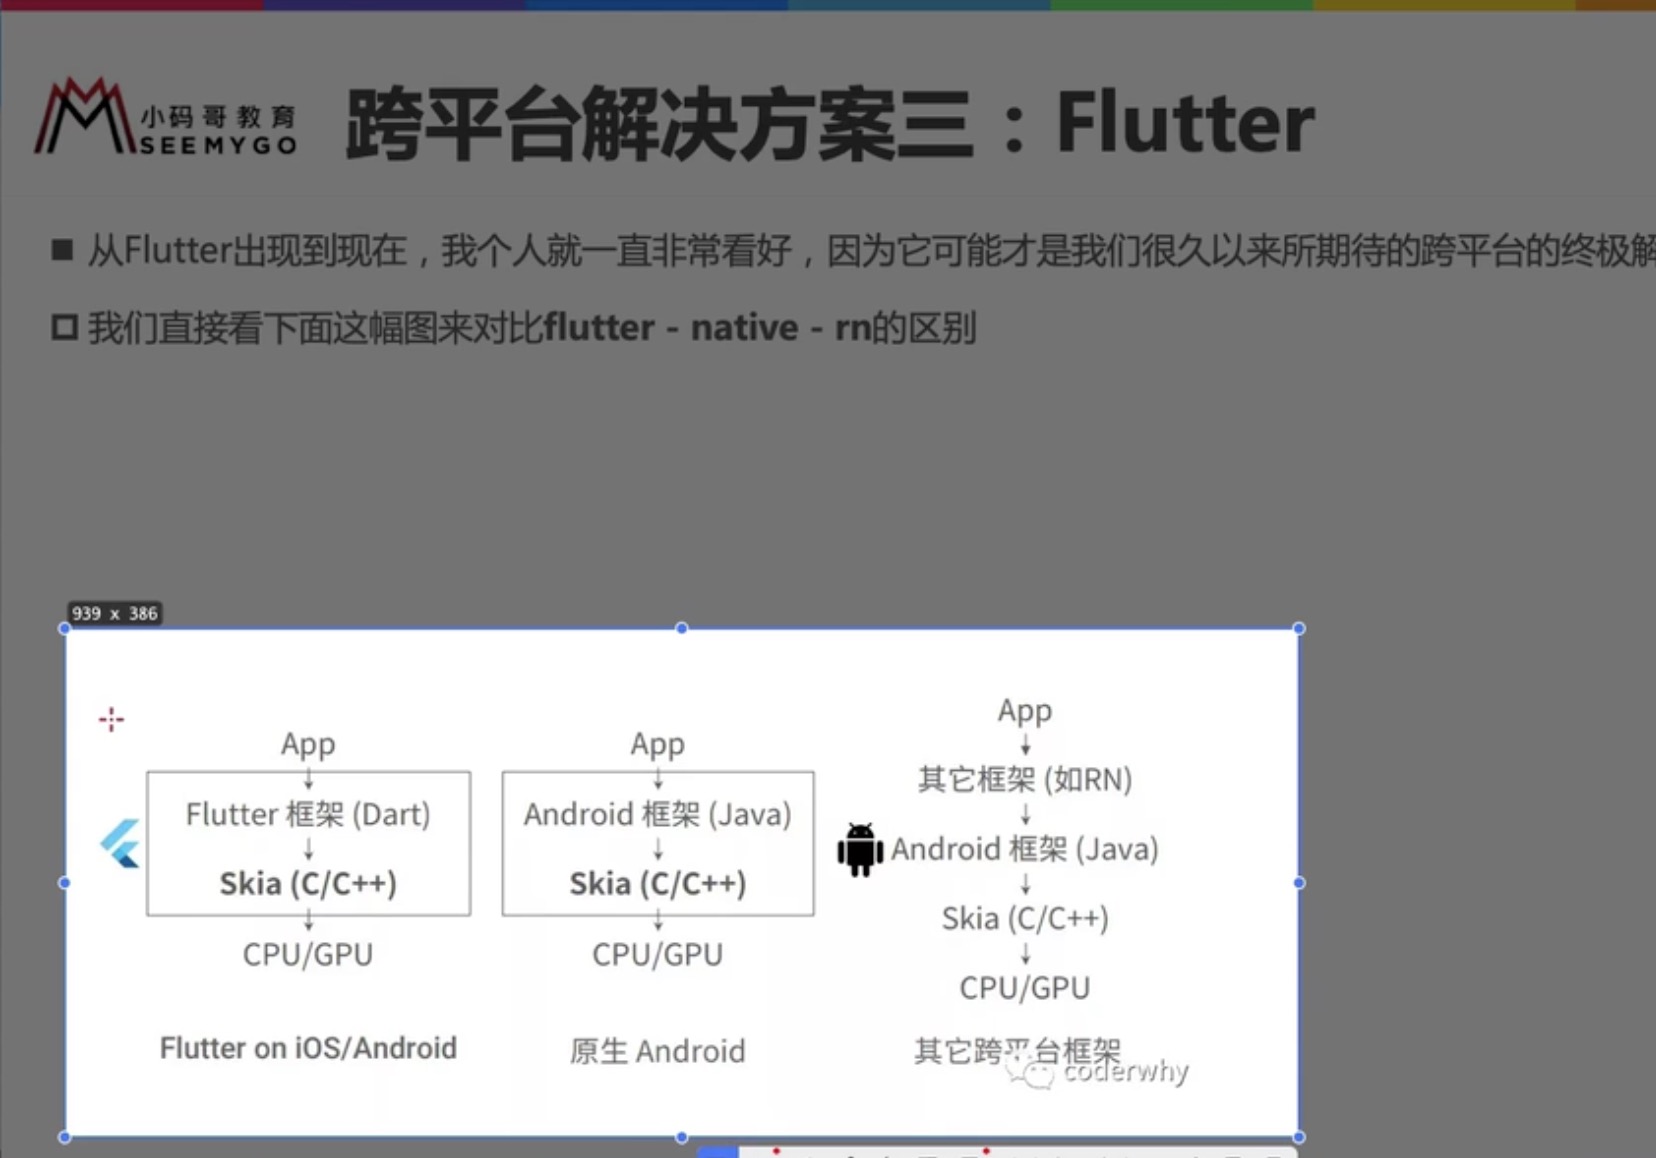 小码哥教育
SEEMYGO
跨平台解决方案三：Flutter
从Flutter出现到现在，我个人就一直非常看好，因为它可能才是我们很久以来所期待的跨平台的终极解
我们直接看下面这幅图来对比flutter - native - rn的区别
939 x 386
App
Flutter 框架 (Dart)
Skia (C/C++)
CPU/GPU
Flutter on iOS/Android
App
Android 框架 (Java)
Skia (C/C++)
CPU/GPU
原生 Android
App
其它框架 (如RN)
Android 框架 (Java)
Skia (C/C++)
CPU/GPU
其它跨平台框架
coderwhy